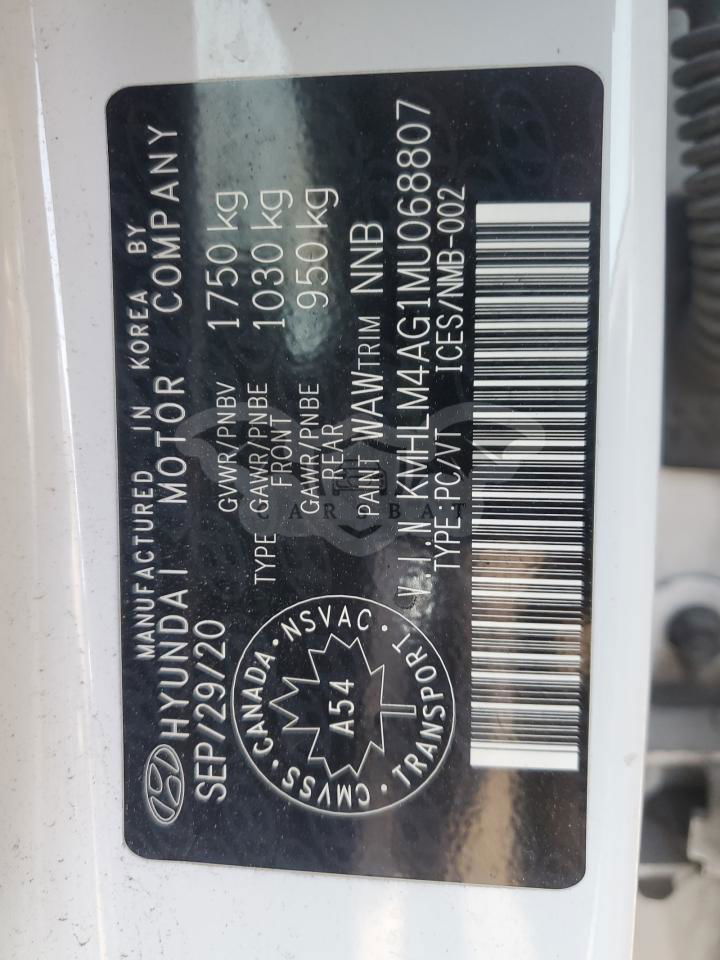 MANUFACTURED IN KOREA BY
HYUNDAI MOTOR COMPANY
SEP/29/20
GVWR/PNBV 1750 kg
TYPE GAWR/PNBE FRONT 1030 kg
GAWR/PNBE REAR 950 kg
PAINT WAW TRIM NNB
V.I.N KMHLM4AG1MU068807
TYPE:PC/VT ICES/NMB-002
CMVSS · CANADA · NSVAC · TRANSPORT ·
A54
CARSBAT